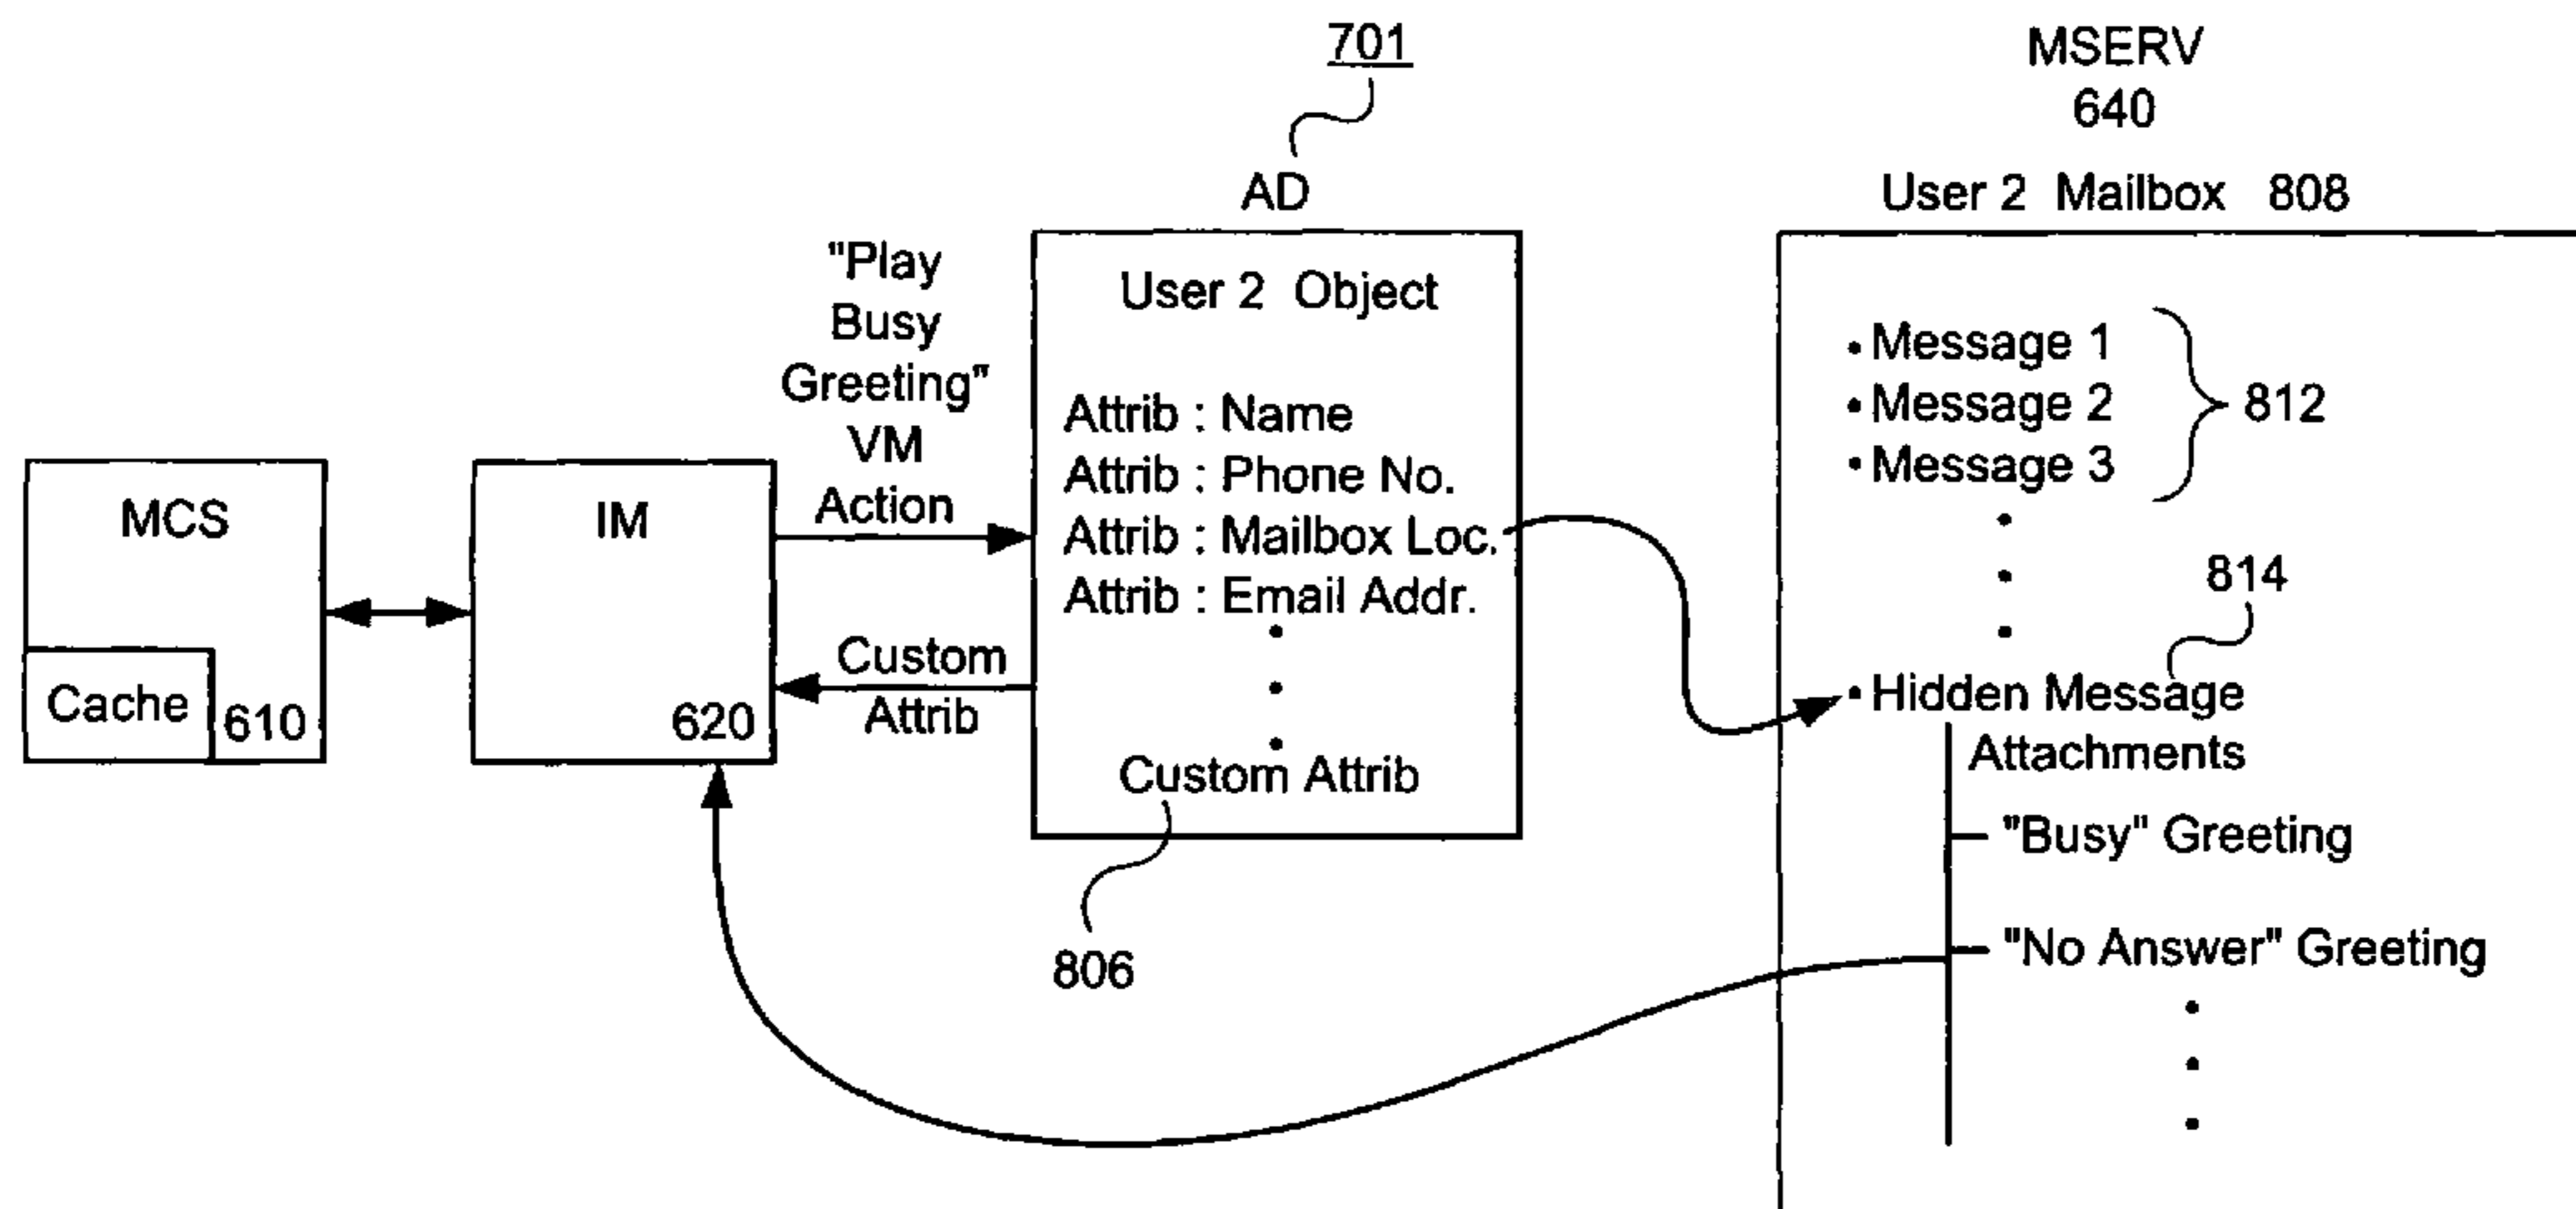 701
AD
MSERV
640
User 2 Mailbox 808
"Play
Busy
Greeting"
VM
Action
Custom
Attrib
MCS
Cache
610
IM
620
User 2 Object
Attrib : Name
Attrib : Phone No.
Attrib : Mailbox Loc.
Attrib : Email Addr.
Custom Attrib
806
• Message 1
• Message 2
• Message 3
812
814
• Hidden Message
Attachments
"Busy" Greeting
"No Answer" Greeting